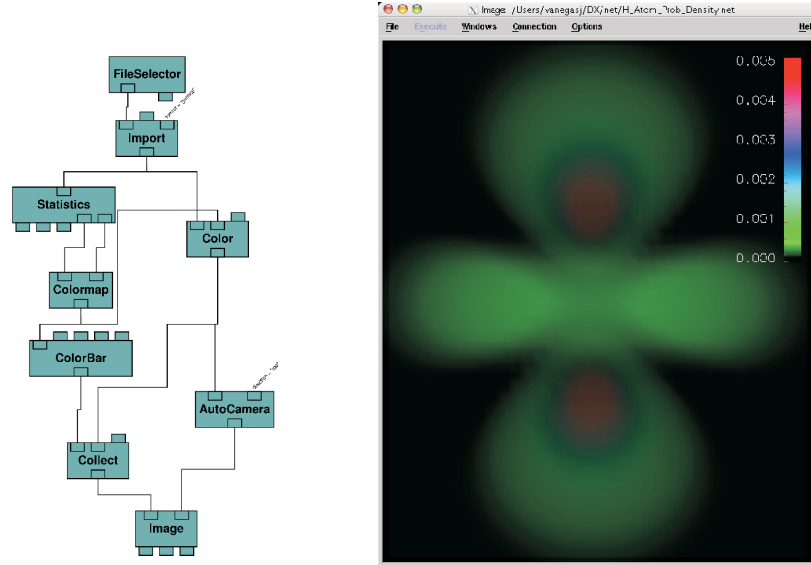 FileSelector
Import
Statistics
Color
Colormap
ColorBar
AutoCamera
Collect
Image
Image: /Users/vanegasj/DX/net/H_Atom_Prob_Density.net
File Execute Windows Connection Options Help
0.005
0.004
0.003
0.002
0.001
0.000